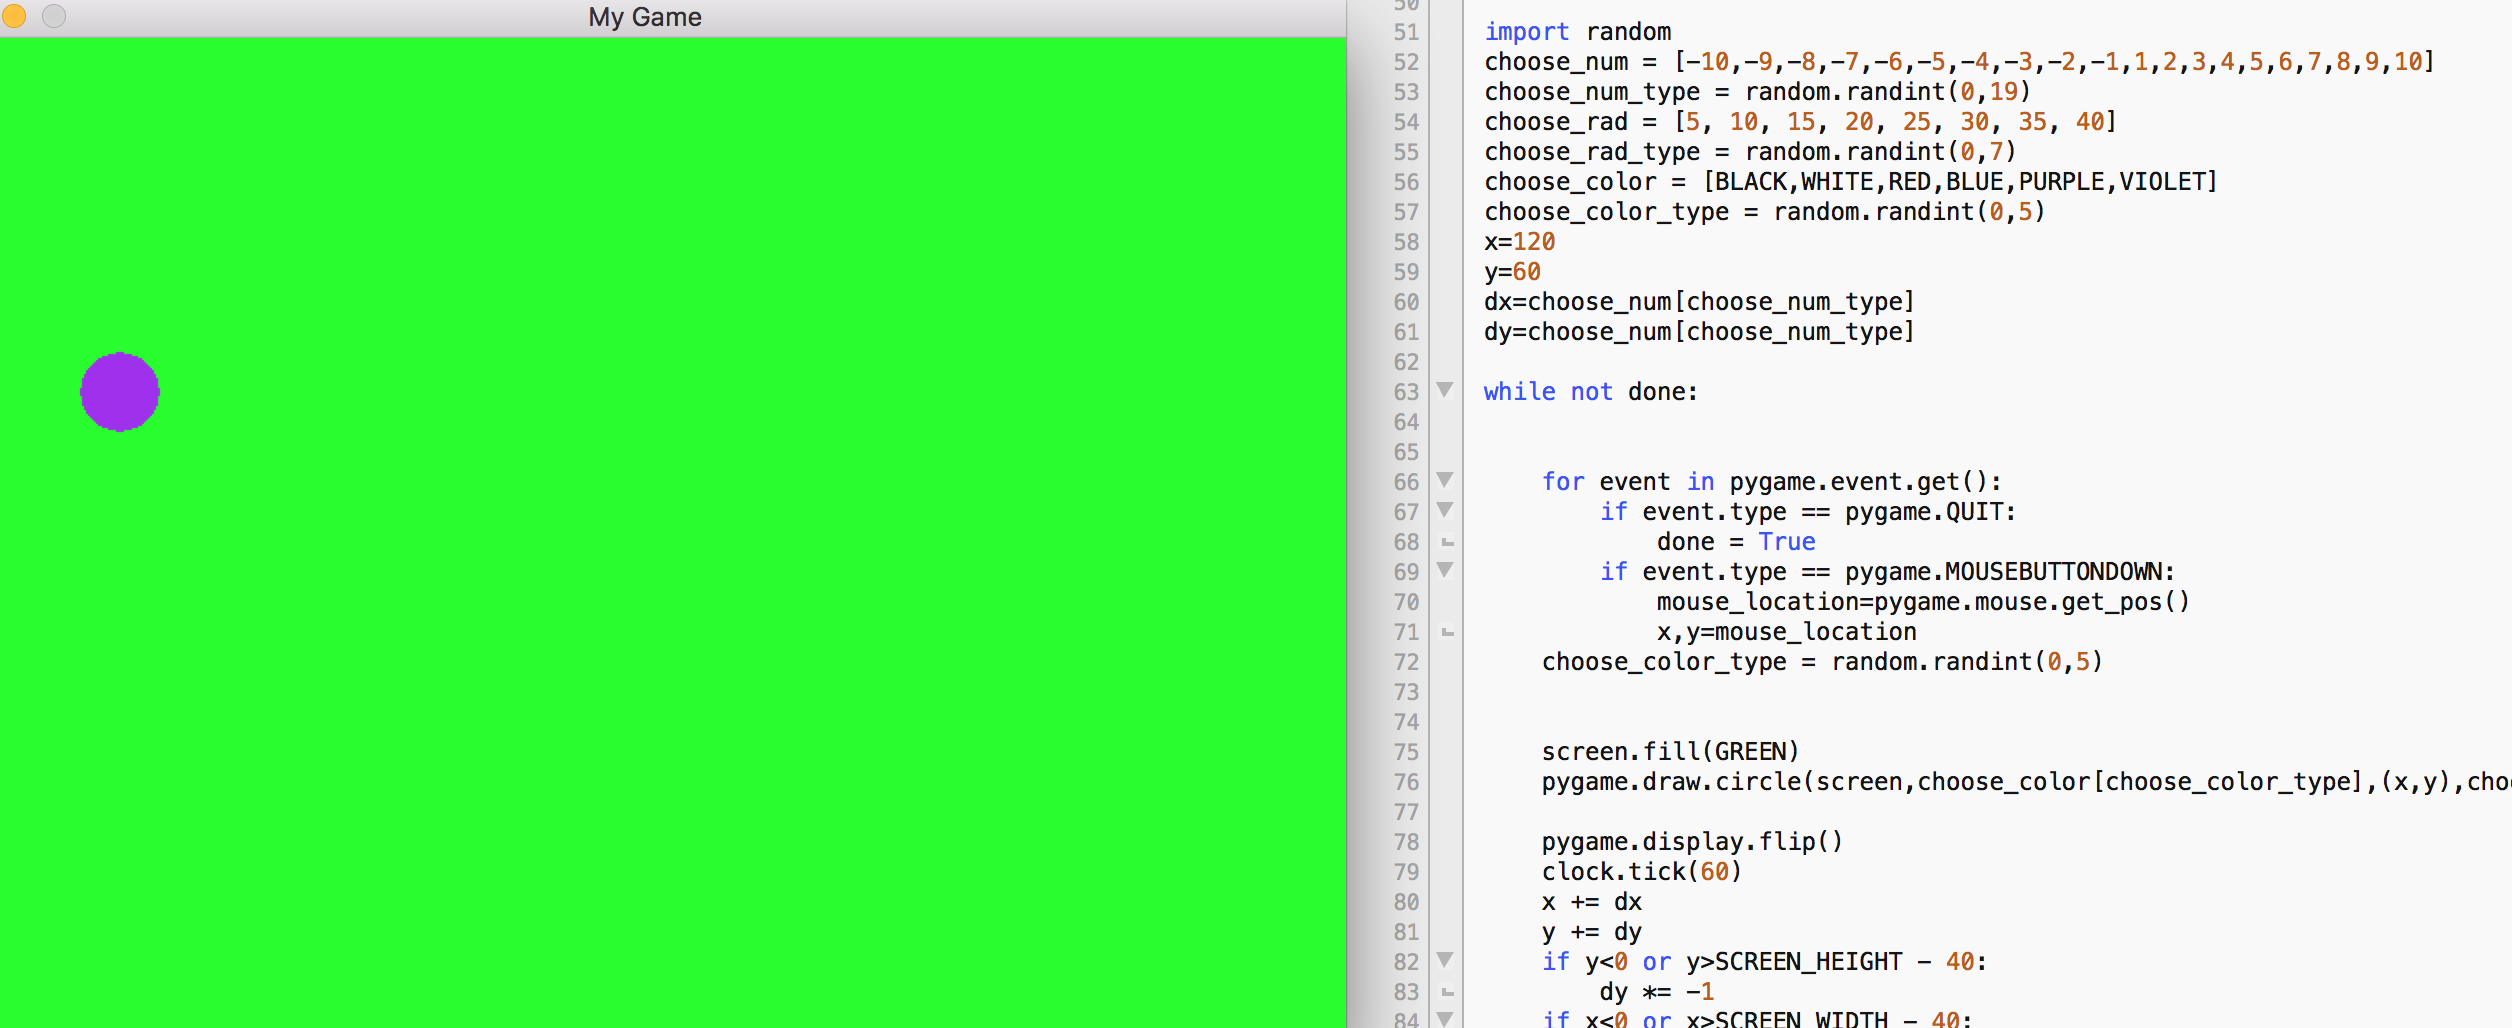 My Game
50
51 import random
52 choose_num = [-10,-9,-8,-7,-6,-5,-4,-3,-2,-1,1,2,3,4,5,6,7,8,9,10]
53 choose_num_type = random.randint(0,19)
54 choose_rad = [5, 10, 15, 20, 25, 30, 35, 40]
55 choose_rad_type = random.randint(0,7)
56 choose_color = [BLACK,WHITE,RED,BLUE,PURPLE,VIOLET]
57 choose_color_type = random.randint(0,5)
58 x=120
59 y=60
60 dx=choose_num[choose_num_type]
61 dy=choose_num[choose_num_type]
62
63 while not done:
64
65
66 for event in pygame.event.get():
67 if event.type == pygame.QUIT:
68 done = True
69 if event.type == pygame.MOUSEBUTTONDOWN:
70 mouse_location=pygame.mouse.get_pos()
71 x,y=mouse_location
72 choose_color_type = random.randint(0,5)
73
74
75 screen.fill(GREEN)
76 pygame.draw.circle(screen,choose_color[choose_color_type],(x,y),choo
77
78 pygame.display.flip()
79 clock.tick(60)
80 x += dx
81 y += dy
82 if y<0 or y>SCREEN_HEIGHT - 40:
83 dy *= -1
84 if x<0 or x>SCREEN_WIDTH - 40: